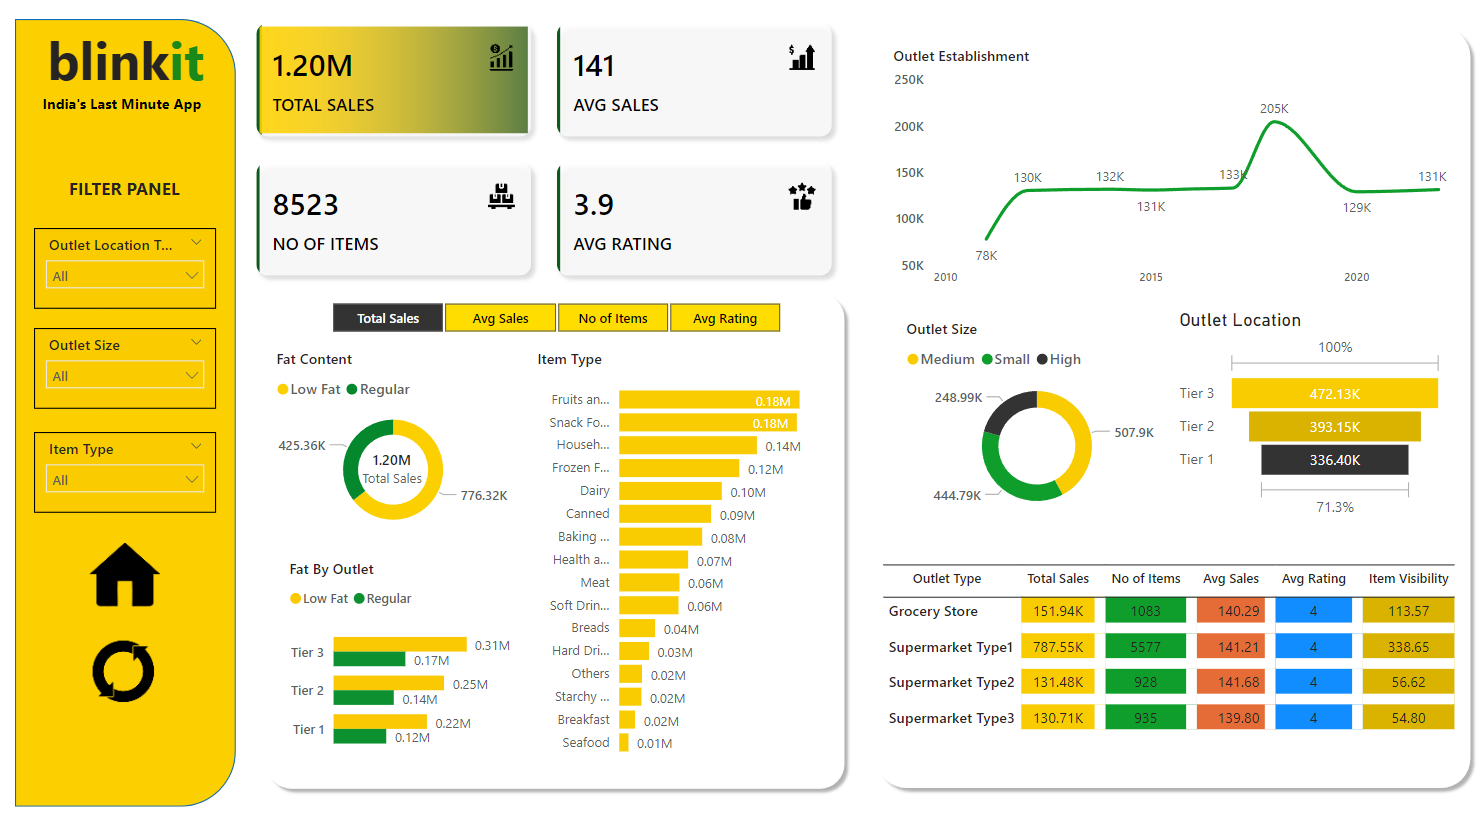 blinkit
India's Last Minute App
FILTER PANEL
Outlet Location T...
All
Outlet Size
All
Item Type
All
1.20M
TOTAL SALES
141
AVG SALES
8523
NO OF ITEMS
3.9
AVG RATING
Total Sales
Avg Sales
No of Items
Avg Rating
Fat Content
Low Fat
Regular
425.36K
1.20M
Total Sales
776.32K
Fat By Outlet
Low Fat
Regular
Tier 3
0.31M
0.17M
Tier 2
0.25M
0.14M
Tier 1
0.22M
0.12M
Item Type
Fruits an... 0.18M
Snack Fo... 0.18M
Househ... 0.14M
Frozen F... 0.12M
Dairy 0.10M
Canned 0.09M
Baking ... 0.08M
Health a... 0.07M
Meat 0.06M
Soft Drin... 0.06M
Breads 0.04M
Hard Dri... 0.03M
Others 0.02M
Starchy ... 0.02M
Breakfast 0.02M
Seafood 0.01M
Outlet Establishment
250K
200K
150K
100K
50K
78K
130K
132K
131K
133K
205K
129K
131K
2010
2015
2020
Outlet Size
Medium
Small
High
248.99K
507.9K
444.79K
Outlet Location
100%
Tier 3 472.13K
Tier 2 393.15K
Tier 1 336.40K
71.3%
Outlet Type Total Sales No of Items Avg Sales Avg Rating Item Visibility
Grocery Store 151.94K 1083 140.29 4 113.57
Supermarket Type1 787.55K 5577 141.21 4 338.65
Supermarket Type2 131.48K 928 141.68 4 56.62
Supermarket Type3 130.71K 935 139.80 4 54.80